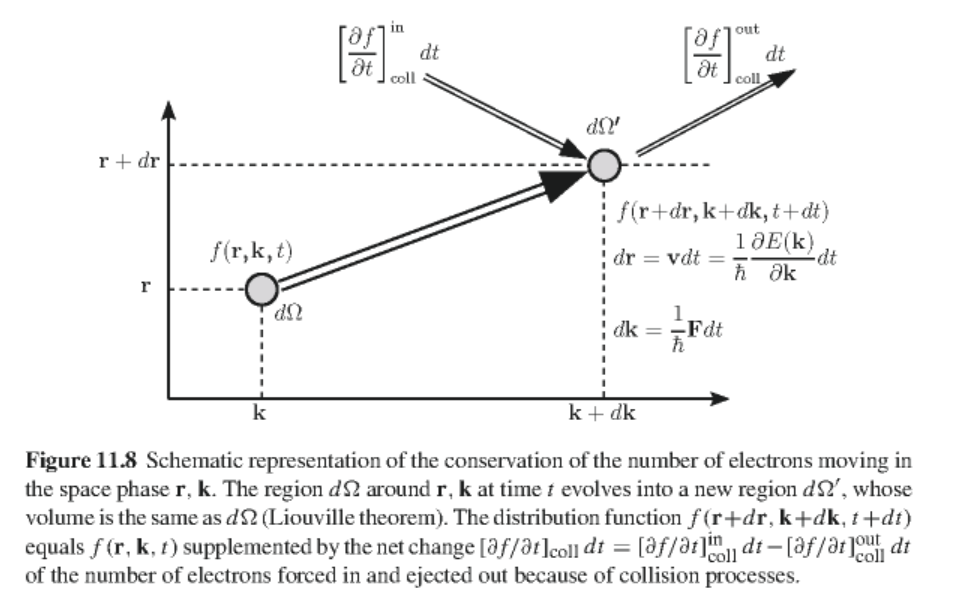 [∂f/∂t]ⁱⁿ_coll dt
[∂f/∂t]ᵒᵘᵗ_coll dt
dΩ′
r + dr
f(r+dr, k+dk, t+dt)
f(r,k,t)
dr = vdt = 1/ħ ∂E(k)/∂k dt
r
dΩ
dk = 1/ħ Fdt
k
k + dk
Figure 11.8 Schematic representation of the conservation of the number of electrons moving in
the space phase r, k. The region dΩ around r, k at time t evolves into a new region dΩ′, whose
volume is the same as dΩ (Liouville theorem). The distribution function f(r+dr, k+dk, t+dt)
equals f(r, k, t) supplemented by the net change [∂f/∂t]coll dt = [∂f/∂t]ⁱⁿ_coll dt − [∂f/∂t]ᵒᵘᵗ_coll dt
of the number of electrons forced in and ejected out because of collision processes.